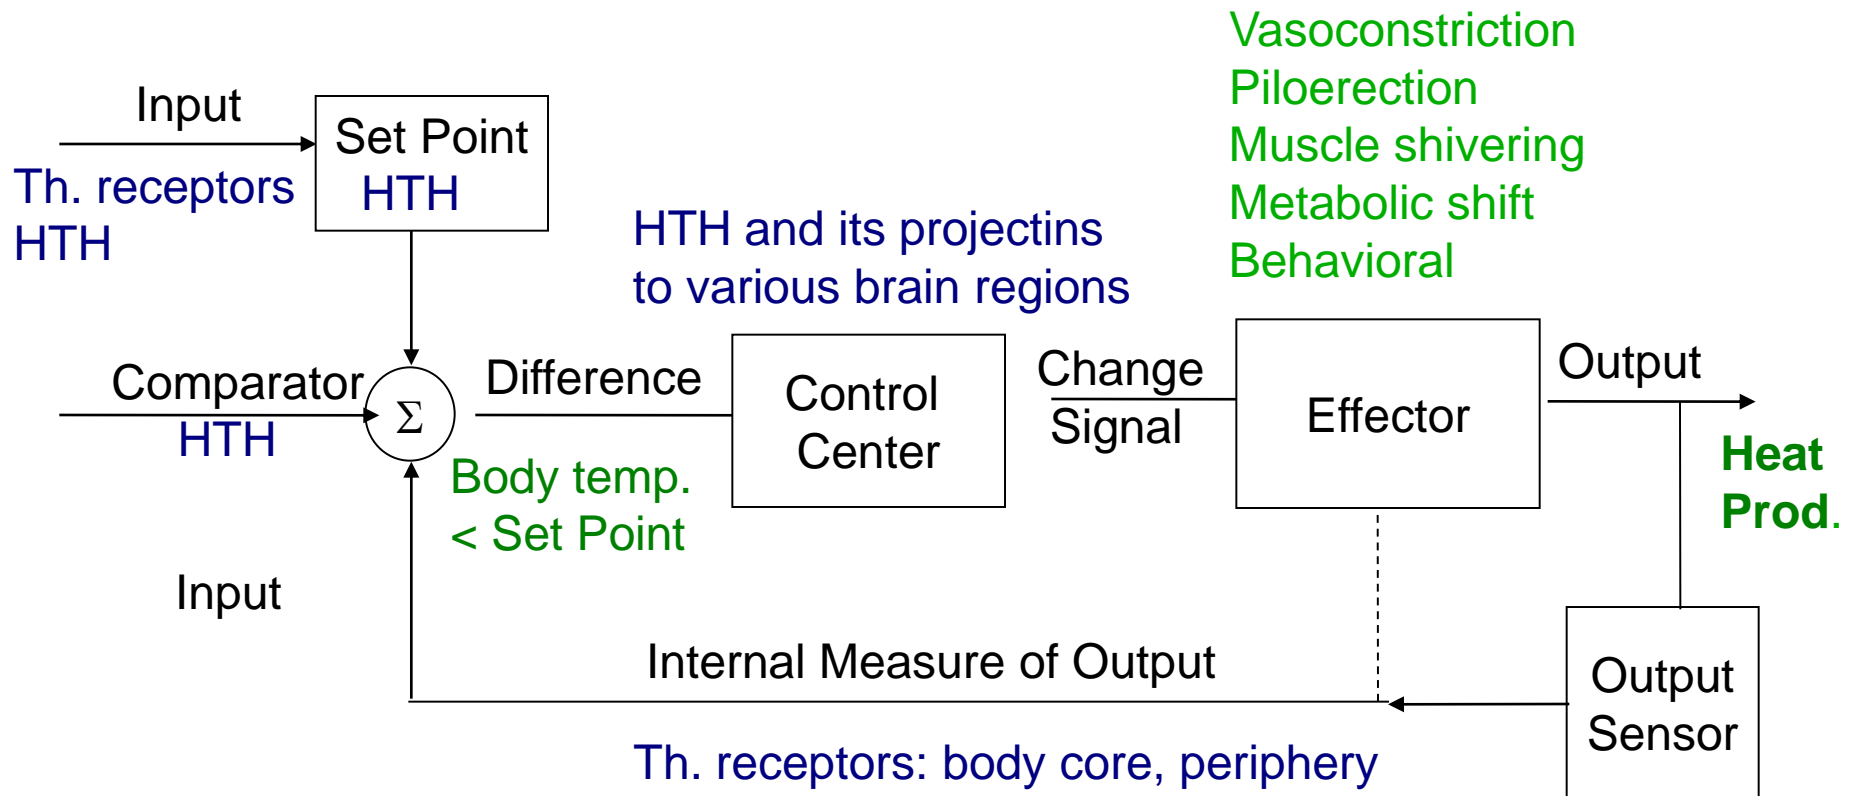 Vasoconstriction
Piloerection
Muscle shivering
Metabolic shift
Behavioral
Input
Set Point
HTH
Th. receptors
HTH
HTH and its projectins
to various brain regions
Comparator
HTH
Σ
Difference
Body temp.
< Set Point
Control
Center
Change
Signal
Effector
Output
Heat
Prod.
Input
Internal Measure of Output
Output
Sensor
Th. receptors: body core, periphery